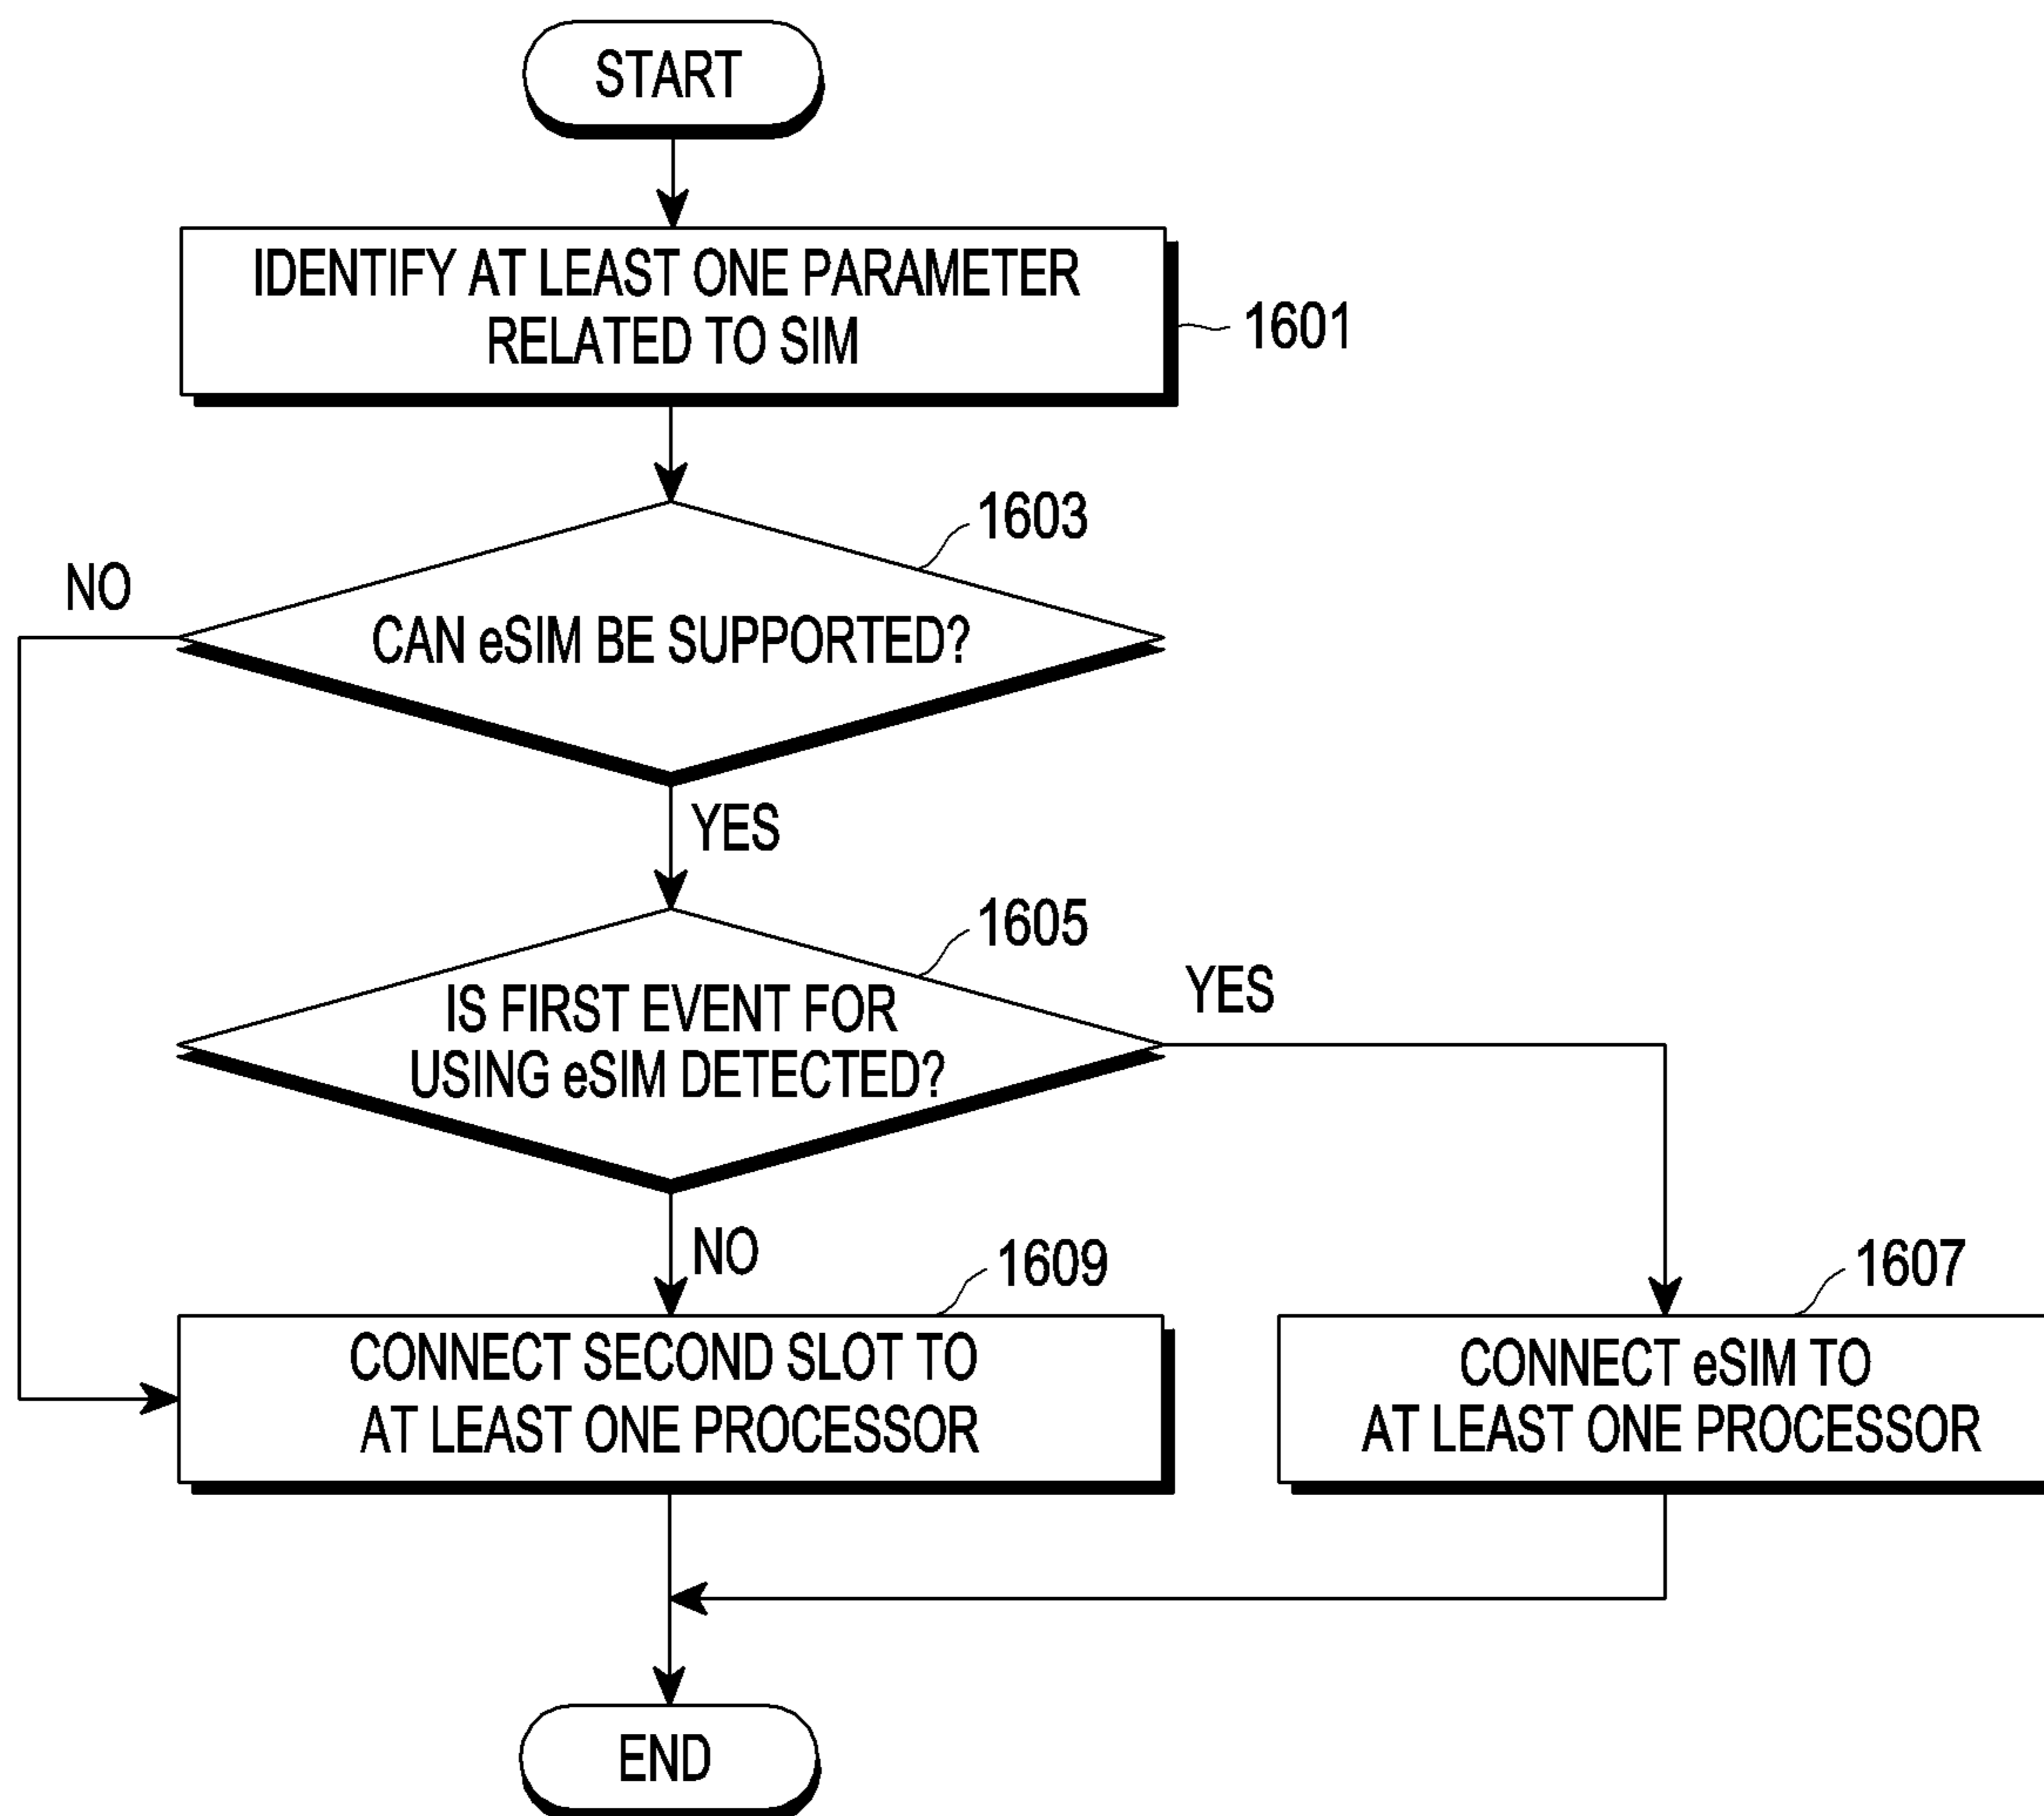 START
IDENTIFY AT LEAST ONE PARAMETER
RELATED TO SIM
1601
1603
NO
CAN eSIM BE SUPPORTED?
YES
1605
YES
IS FIRST EVENT FOR
USING eSIM DETECTED?
NO
1609
1607
CONNECT SECOND SLOT TO
AT LEAST ONE PROCESSOR
CONNECT eSIM TO
AT LEAST ONE PROCESSOR
END